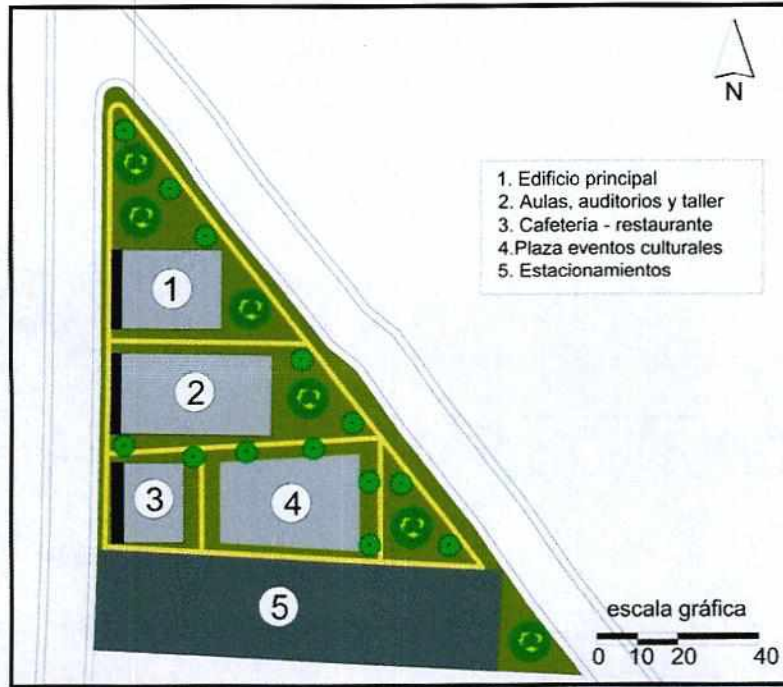 N
1. Edificio principal
2. Aulas, auditorios y taller
3. Cafetería - restaurante
4.Plaza eventos culturales
5. Estacionamientos
1
2
3
4
5
escala gráfica
0 10 20 40